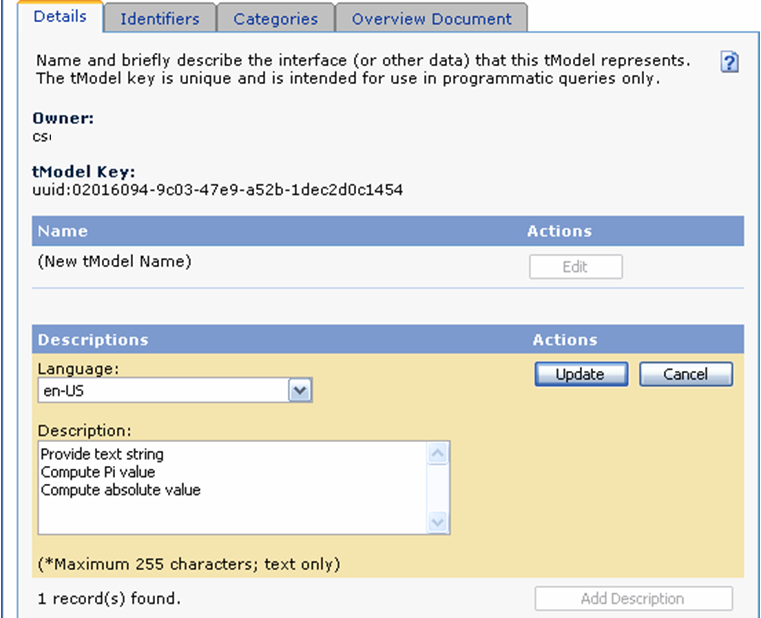 Details Identifiers Categories Overview Document
Name and briefly describe the interface (or other data) that this tModel represents.
The tModel key is unique and is intended for use in programmatic queries only.
?
Owner:
tModel Key:
uuid:02016094-9c03-47e9-a52b-1dec2d0c1454
Name Actions
(New tModel Name) Edit
Descriptions Actions
Language:
en-US Update Cancel
Description:
Provide text string
Compute Pi value
Compute absolute value
(*Maximum 255 characters; text only)
1 record(s) found. Add Description